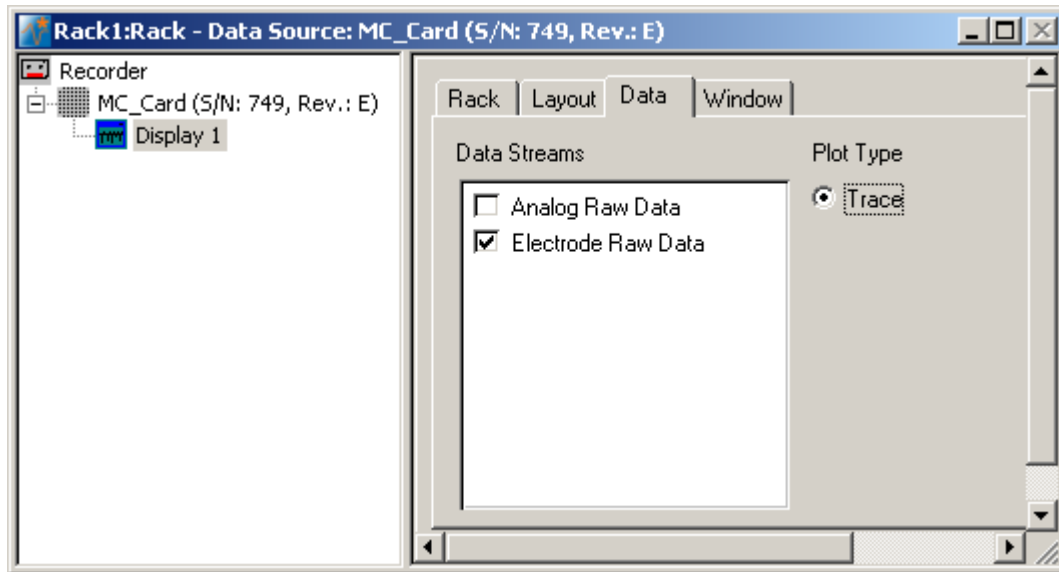 Rack1:Rack - Data Source: MC_Card (S/N: 749, Rev.: E)
Recorder
MC_Card (S/N: 749, Rev.: E)
Display 1
Rack Layout Data Window
Data Streams
Analog Raw Data
Electrode Raw Data
Plot Type
Trace